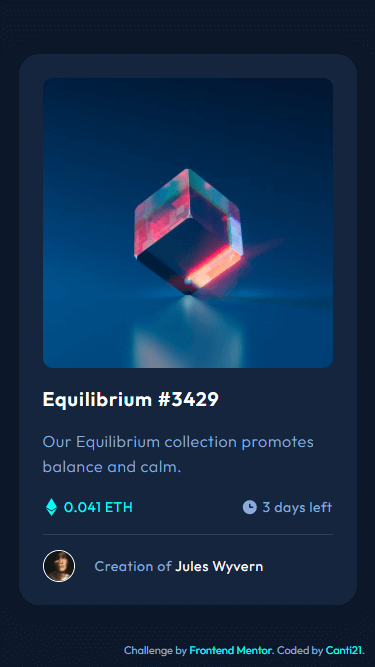 Equilibrium #3429
Our Equilibrium collection promotes
balance and calm.
0.041 ETH
3 days left
Creation of Jules Wyvern
Challenge by Frontend Mentor. Coded by Canti21.